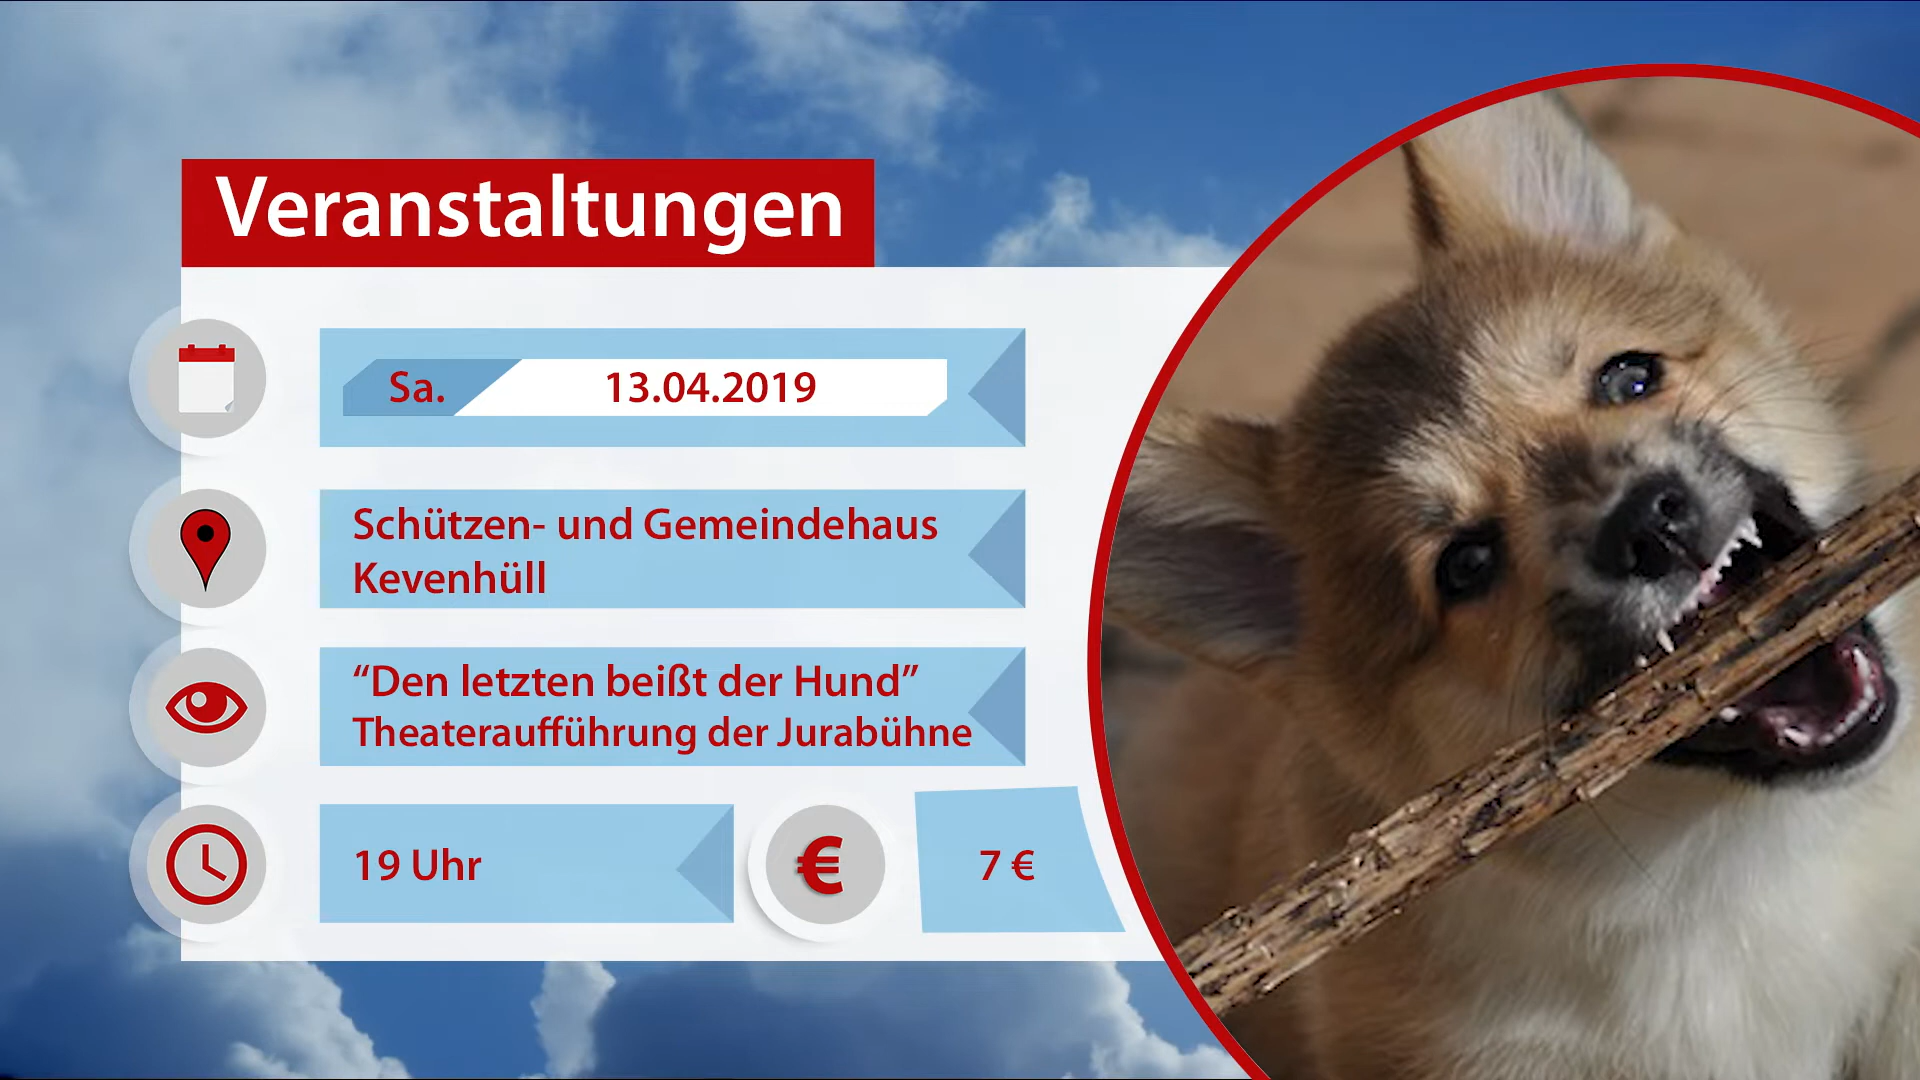 Veranstaltungen
Sa. 13.04.2019
Schützen- und Gemeindehaus
Kevenhüll
“Den letzten beißt der Hund”
Theateraufführung der Jurabühne
19 Uhr € 7 €